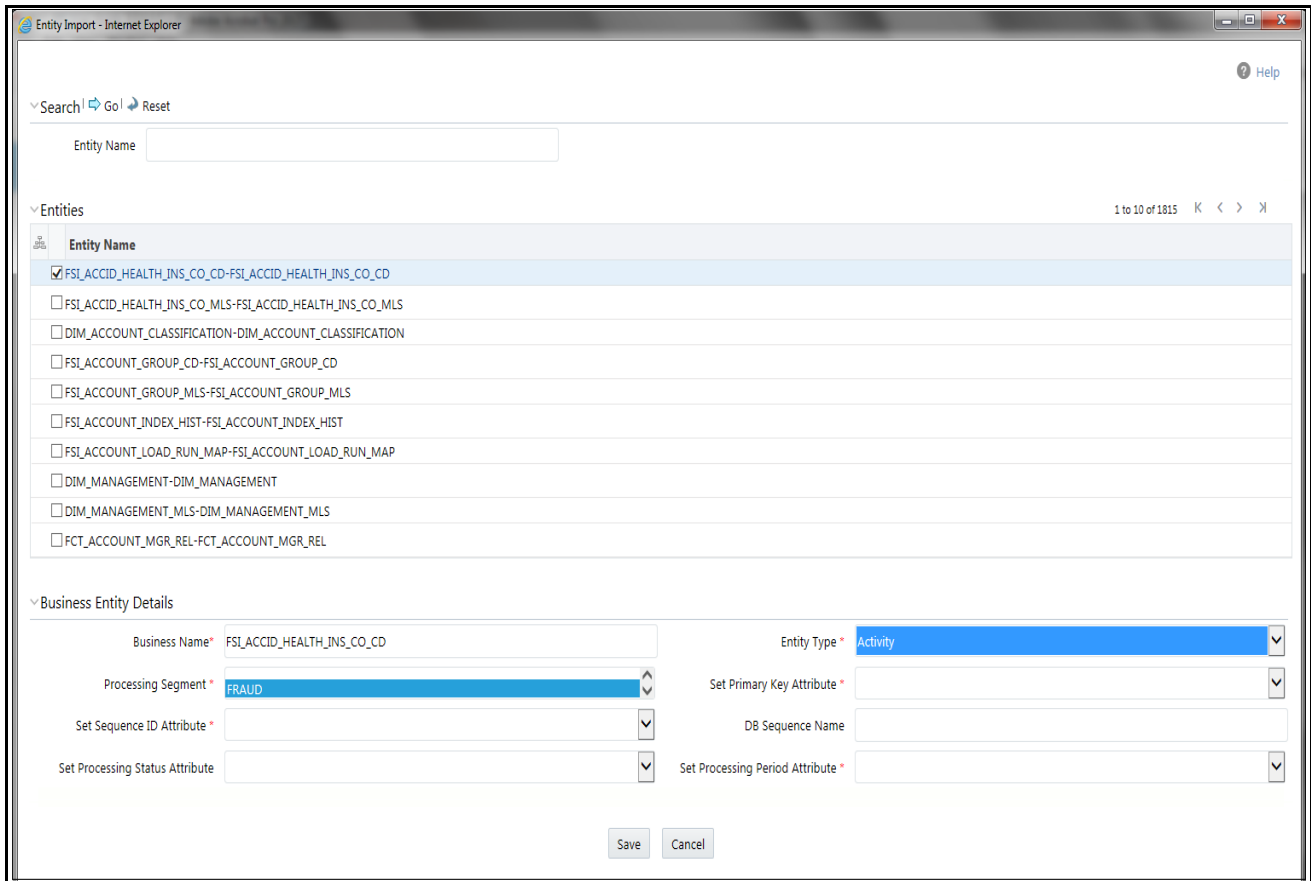 Entity Import - Internet Explorer
Help
Search Go Reset
Entity Name
Entities 1 to 10 of 1815
Entity Name
FSI_ACCID_HEALTH_INS_CO_CD-FSI_ACCID_HEALTH_INS_CO_CD
FSI_ACCID_HEALTH_INS_CO_MLS-FSI_ACCID_HEALTH_INS_CO_MLS
DIM_ACCOUNT_CLASSIFICATION-DIM_ACCOUNT_CLASSIFICATION
FSI_ACCOUNT_GROUP_CD-FSI_ACCOUNT_GROUP_CD
FSI_ACCOUNT_GROUP_MLS-FSI_ACCOUNT_GROUP_MLS
FSI_ACCOUNT_INDEX_HIST-FSI_ACCOUNT_INDEX_HIST
FSI_ACCOUNT_LOAD_RUN_MAP-FSI_ACCOUNT_LOAD_RUN_MAP
DIM_MANAGEMENT-DIM_MANAGEMENT
DIM_MANAGEMENT_MLS-DIM_MANAGEMENT_MLS
FCT_ACCOUNT_MGR_REL-FCT_ACCOUNT_MGR_REL
Business Entity Details
Business Name* FSI_ACCID_HEALTH_INS_CO_CD Entity Type * Activity
Processing Segment * FRAUD Set Primary Key Attribute *
Set Sequence ID Attribute * DB Sequence Name
Set Processing Status Attribute Set Processing Period Attribute *
Save Cancel